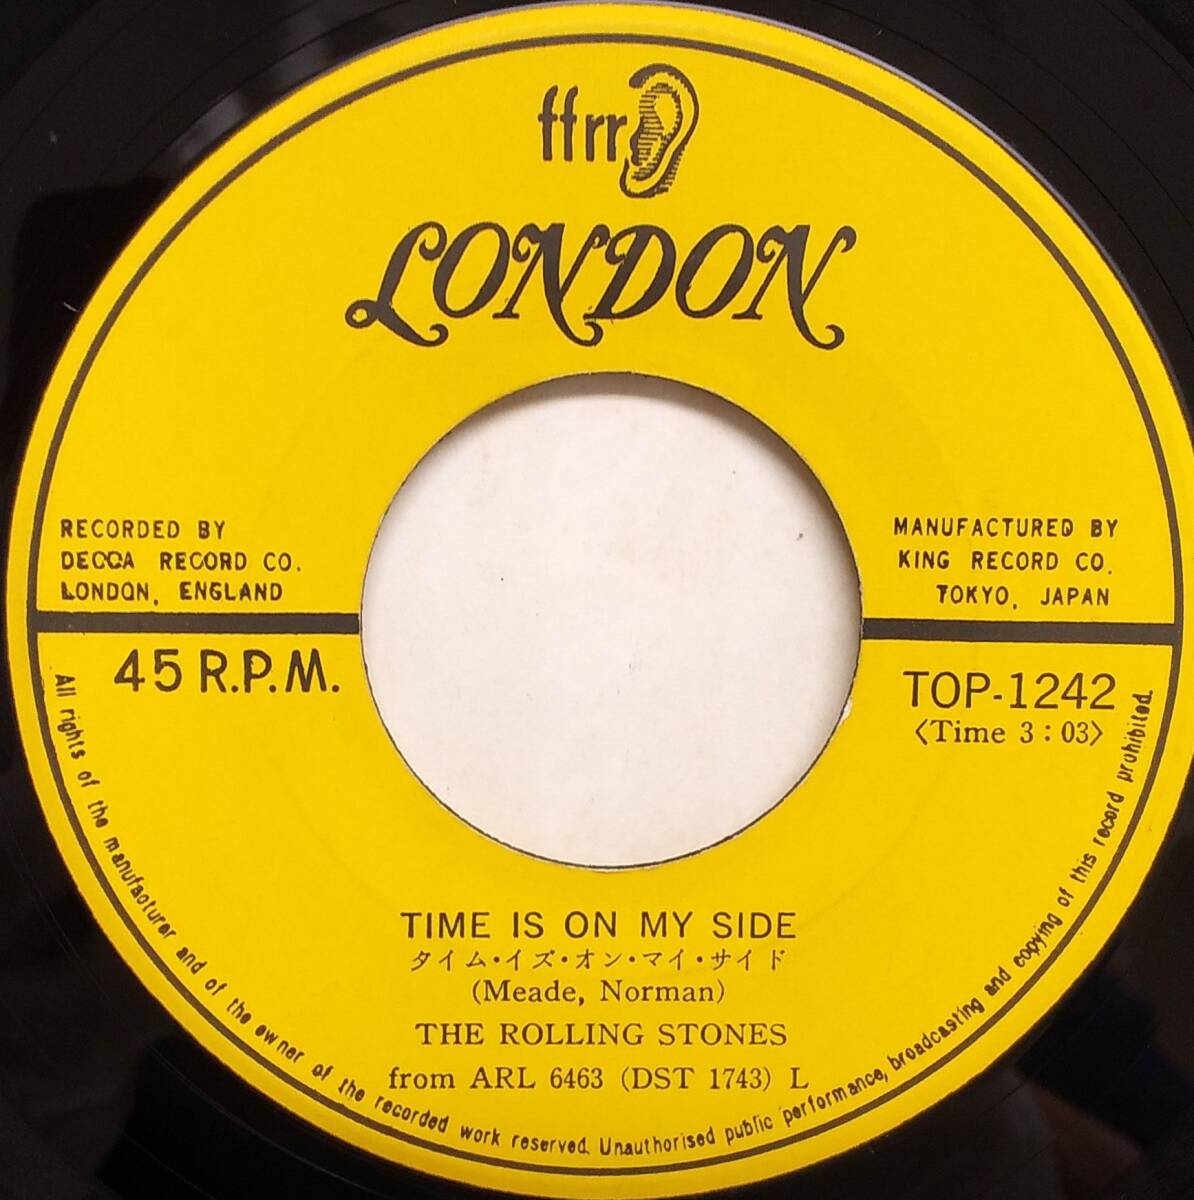 ffrr
LONDON
RECORDED BY
DECCA RECORD CO.
LONDON, ENGLAND
MANUFACTURED BY
KING RECORD CO.
TOKYO, JAPAN
45 R.P.M.
TOP-1242
〈Time 3:03〉
TIME IS ON MY SIDE
タイム・イズ・オン・マイ・サイド
(Meade, Norman)
THE ROLLING STONES
from ARL 6463 (DST 1743) L
All rights of the manufacturer and of the owner of the recorded work reserved. Unauthorised public performance, broadcasting and copying of this record prohibited.